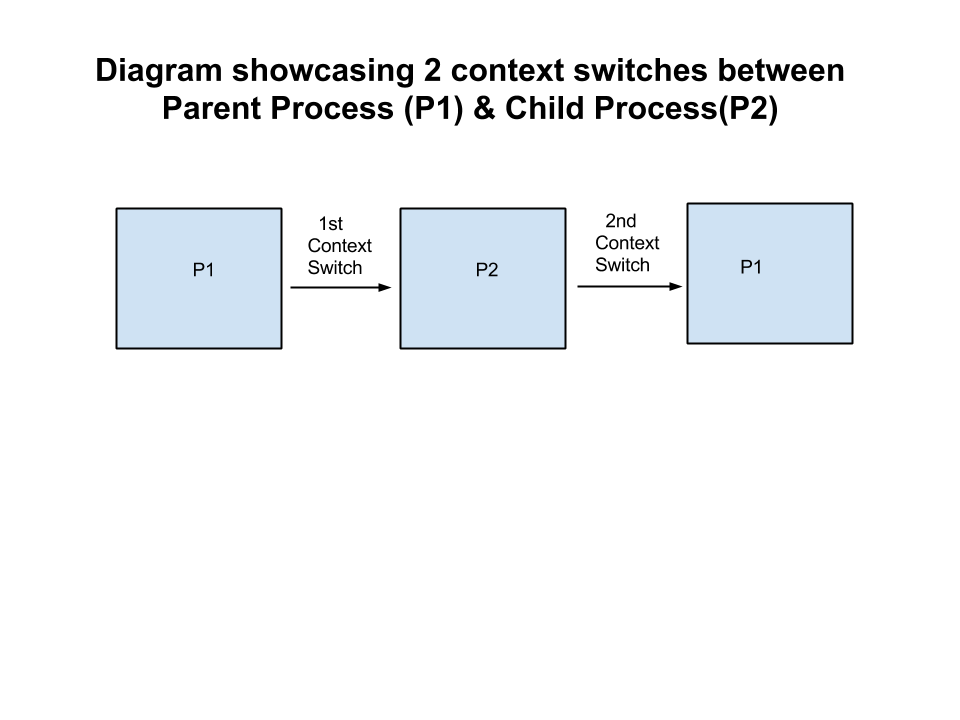 Diagram showcasing 2 context switches between
Parent Process (P1) & Child Process(P2)
P1
1st
Context
Switch
P2
2nd
Context
Switch
P1